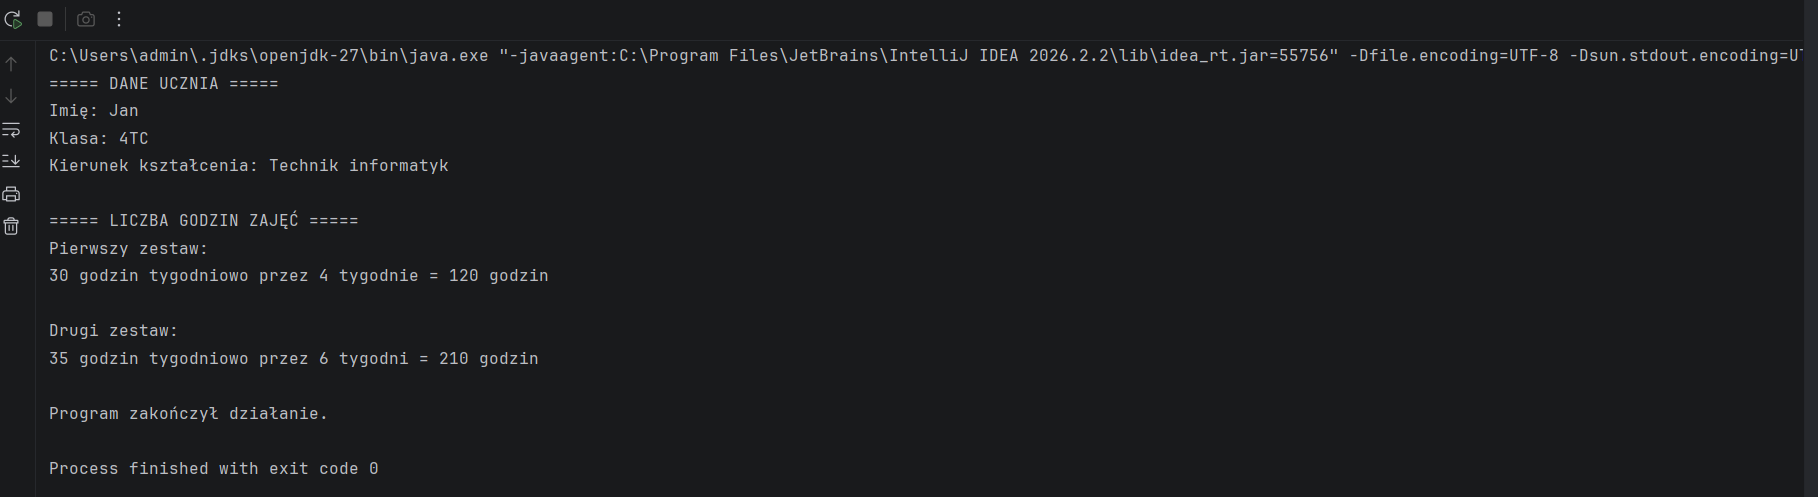 C:\Users\admin\.jdks\openjdk-27\bin\java.exe "-javaagent:C:\Program Files\JetBrains\IntelliJ IDEA 2026.2.2\lib\idea_rt.jar=55756" -Dfile.encoding=UTF-8 -Dsun.stdout.encoding=UT
===== DANE UCZNIA =====
Imię: Jan
Klasa: 4TC
Kierunek kształcenia: Technik informatyk
===== LICZBA GODZIN ZAJĘĆ =====
Pierwszy zestaw:
30 godzin tygodniowo przez 4 tygodnie = 120 godzin
Drugi zestaw:
35 godzin tygodniowo przez 6 tygodni = 210 godzin
Program zakończył działanie.
Process finished with exit code 0